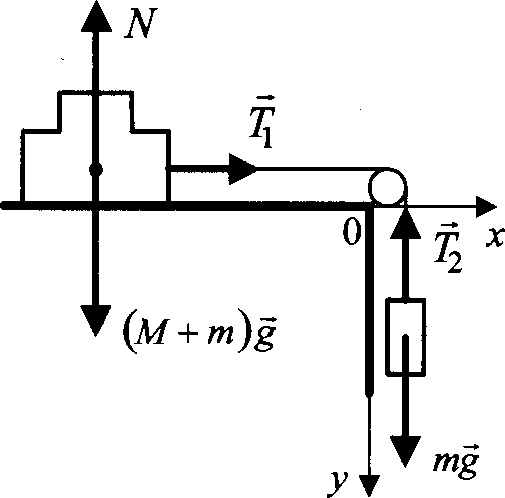 N
T⃗₁
0
x
T⃗₂
(M + m)g⃗
mg⃗
y